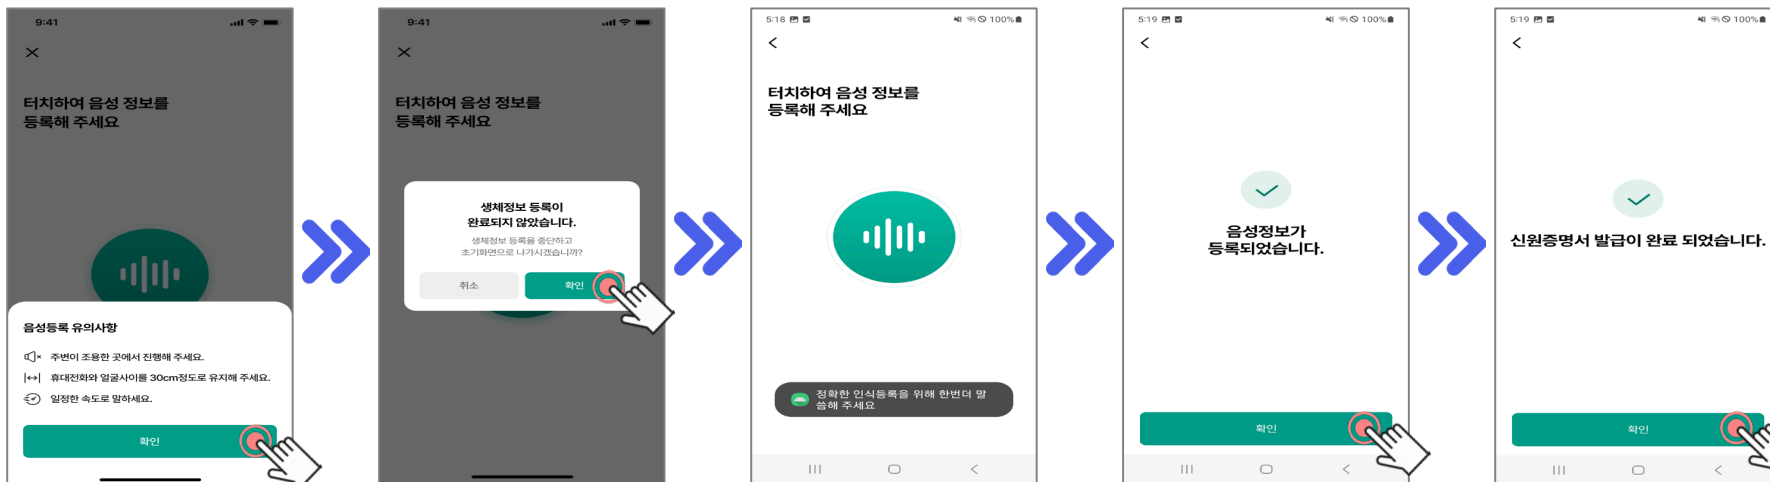 9:41
터치하여 음성 정보를
등록해 주세요
음성등록 유의사항
주변이 조용한 곳에서 진행해 주세요.
휴대전화와 얼굴사이를 30cm정도로 유지해 주세요.
일정한 속도로 말하세요.
확인
9:41
터치하여 음성 정보를
등록해 주세요
생체정보 등록이
완료되지 않았습니다.
생체정보 등록을 중단하고
초기화면으로 나가시겠습니까?
취소
확인
5:18
100%
터치하여 음성 정보를
등록해 주세요
정확한 인식등록을 위해 한번더 말
씀해 주세요
5:19
100%
음성정보가
등록되었습니다.
확인
5:19
100%
신원증명서 발급이 완료 되었습니다.
확인